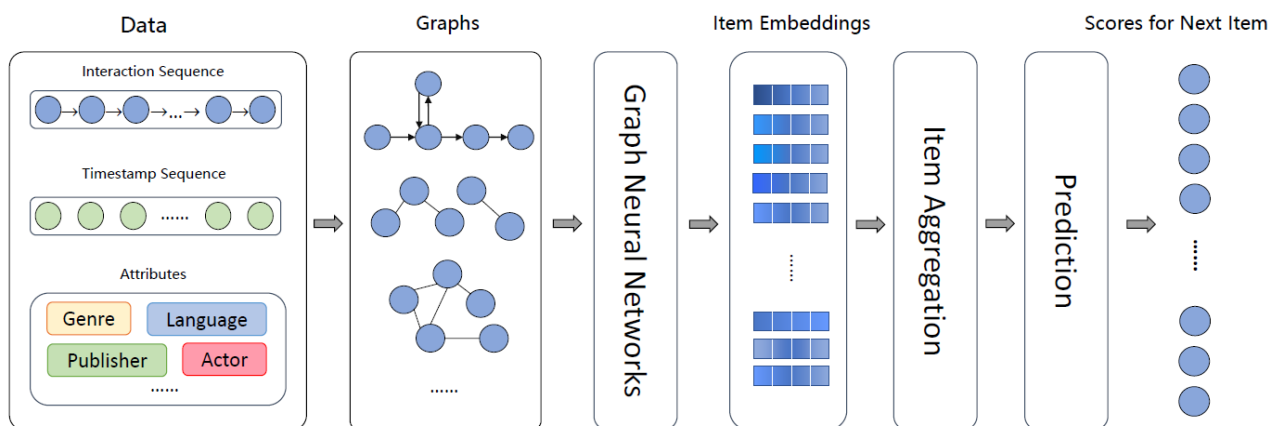 Data
Graphs
Item Embeddings
Scores for Next Item
Interaction Sequence
...
Timestamp Sequence
......
Attributes
Genre
Language
Publisher
Actor
......
......
Graph Neural Networks
......
Item Aggregation
Prediction
......